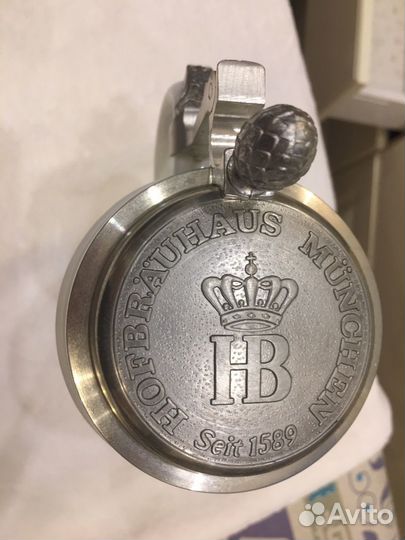 HOFBRÄUHAUS MÜNCHEN
HB
Seit 1589
Avito